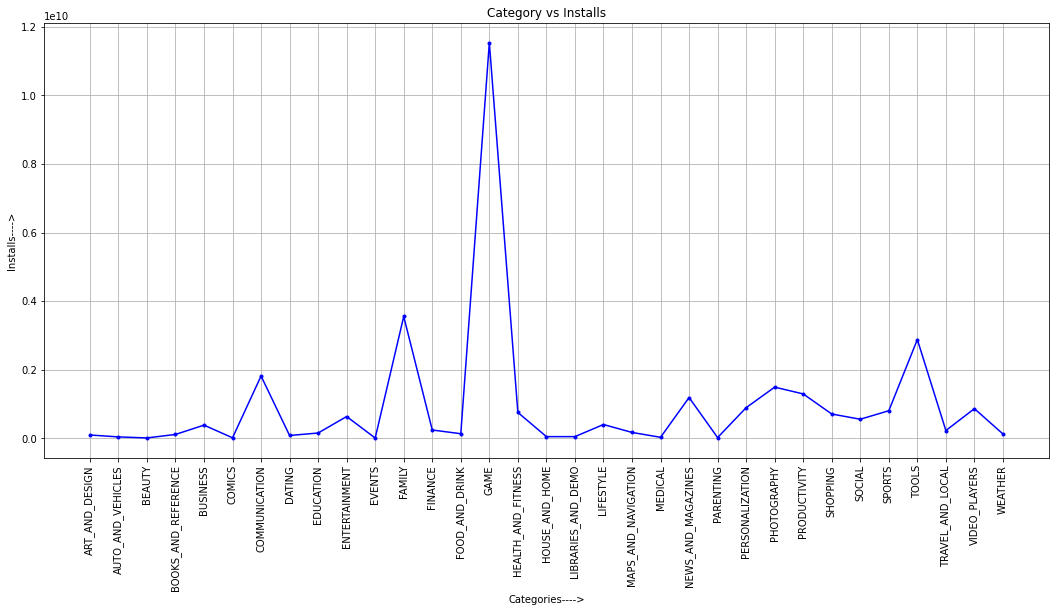 Category vs Installs
1e10
1.2
1.0
0.8
0.6
0.4
0.2
0.0
Installs---->
ART_AND_DESIGN
AUTO_AND_VEHICLES
BEAUTY
BOOKS_AND_REFERENCE
BUSINESS
COMICS
COMMUNICATION
DATING
EDUCATION
ENTERTAINMENT
EVENTS
FAMILY
FINANCE
FOOD_AND_DRINK
GAME
HEALTH_AND_FITNESS
HOUSE_AND_HOME
LIBRARIES_AND_DEMO
LIFESTYLE
MAPS_AND_NAVIGATION
MEDICAL
NEWS_AND_MAGAZINES
PARENTING
PERSONALIZATION
PHOTOGRAPHY
PRODUCTIVITY
SHOPPING
SOCIAL
SPORTS
TOOLS
TRAVEL_AND_LOCAL
VIDEO_PLAYERS
WEATHER
Categories---->